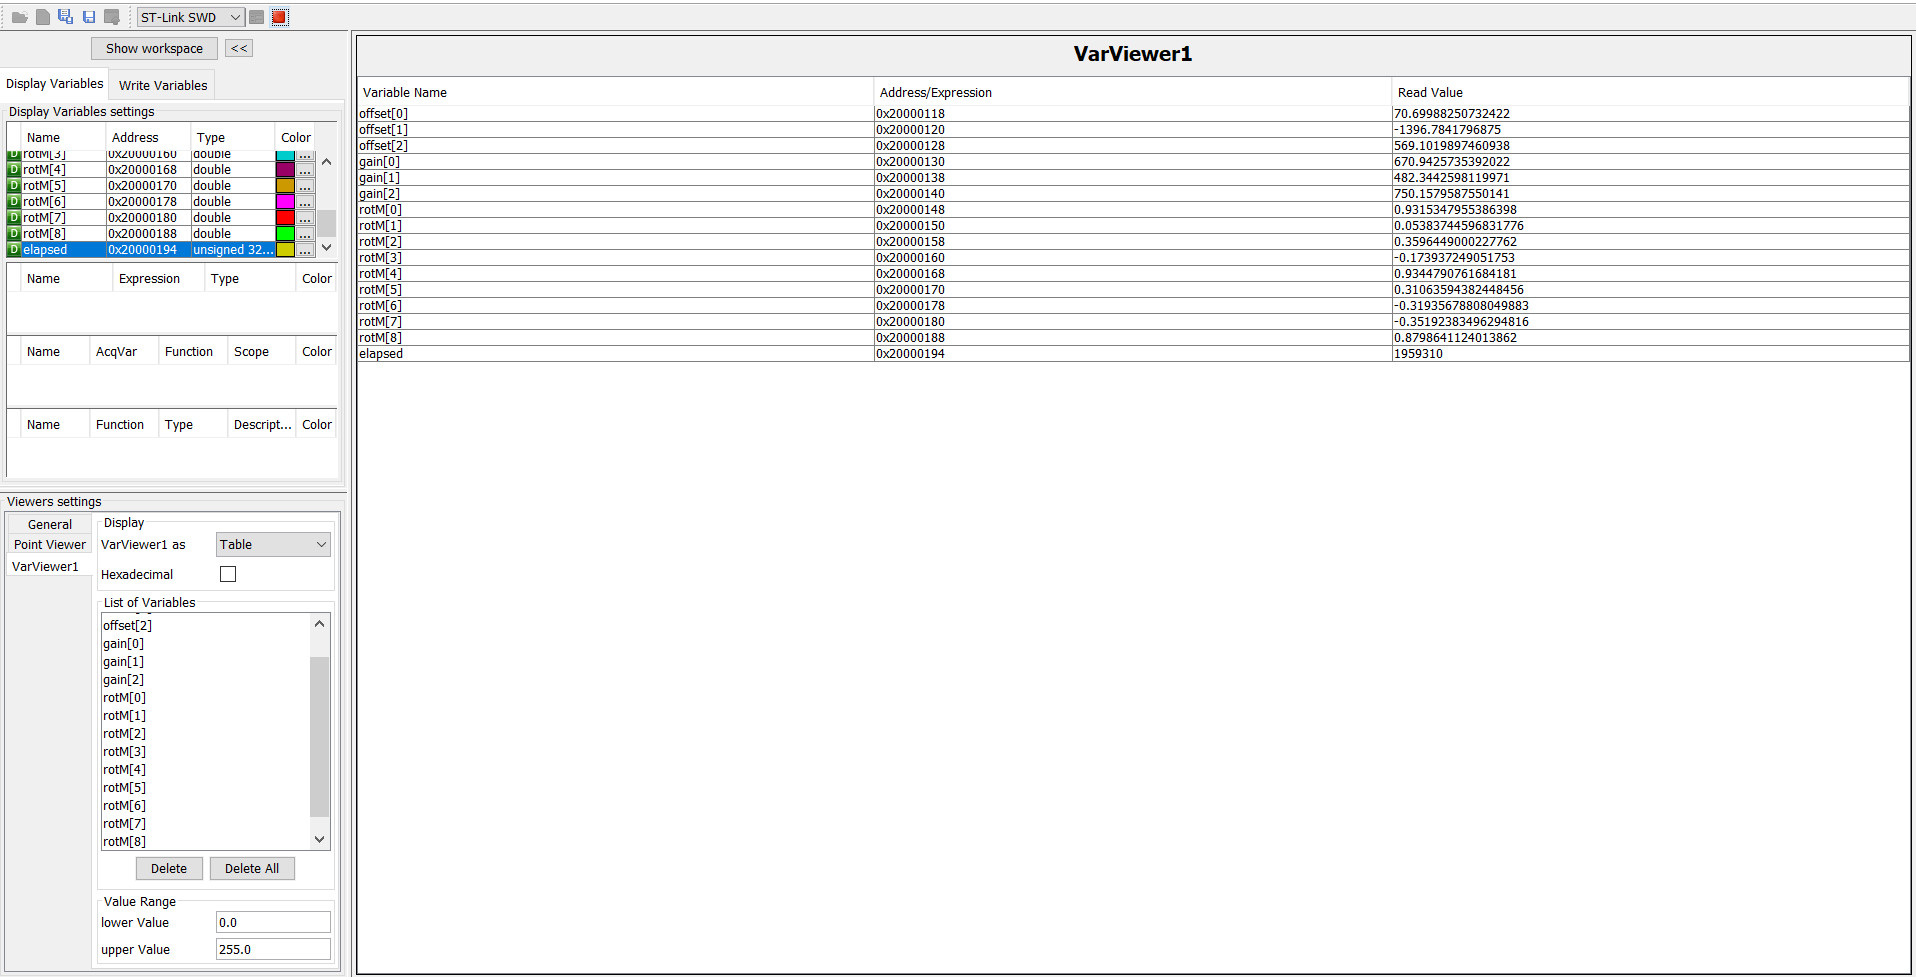 ST-Link SWD
Show workspace <<
Display Variables Write Variables
Display Variables settings
Name Address Type Color
D rotM[3] 0x20000160 double ...
D rotM[4] 0x20000168 double ...
D rotM[5] 0x20000170 double ...
D rotM[6] 0x20000178 double ...
D rotM[7] 0x20000180 double ...
D rotM[8] 0x20000188 double ...
D elapsed 0x20000194 unsigned 32... ...
Name Expression Type Color
Name AcqVar Function Scope Color
Name Function Type Descript... Color
Viewers settings
General
Point Viewer
VarViewer1
Display
VarViewer1 as Table
Hexadecimal
List of Variables
offset[2]
gain[0]
gain[1]
gain[2]
rotM[0]
rotM[1]
rotM[2]
rotM[3]
rotM[4]
rotM[5]
rotM[6]
rotM[7]
rotM[8]
Delete Delete All
Value Range
lower Value 0.0
upper Value 255.0
VarViewer1
Variable Name Address/Expression Read Value
offset[0] 0x20000118 70.69988250732422
offset[1] 0x20000120 -1396.7841796875
offset[2] 0x20000128 569.1019897460938
gain[0] 0x20000130 670.9425735392022
gain[1] 0x20000138 482.3442598119971
gain[2] 0x20000140 750.1579587550141
rotM[0] 0x20000148 0.9315347955386398
rotM[1] 0x20000150 0.05383744596831776
rotM[2] 0x20000158 0.3596449000227762
rotM[3] 0x20000160 -0.173937249051753
rotM[4] 0x20000168 0.9344790761684181
rotM[5] 0x20000170 0.31063594382448456
rotM[6] 0x20000178 -0.31935678808049883
rotM[7] 0x20000180 -0.35192383496294816
rotM[8] 0x20000188 0.8798641124013862
elapsed 0x20000194 1959310